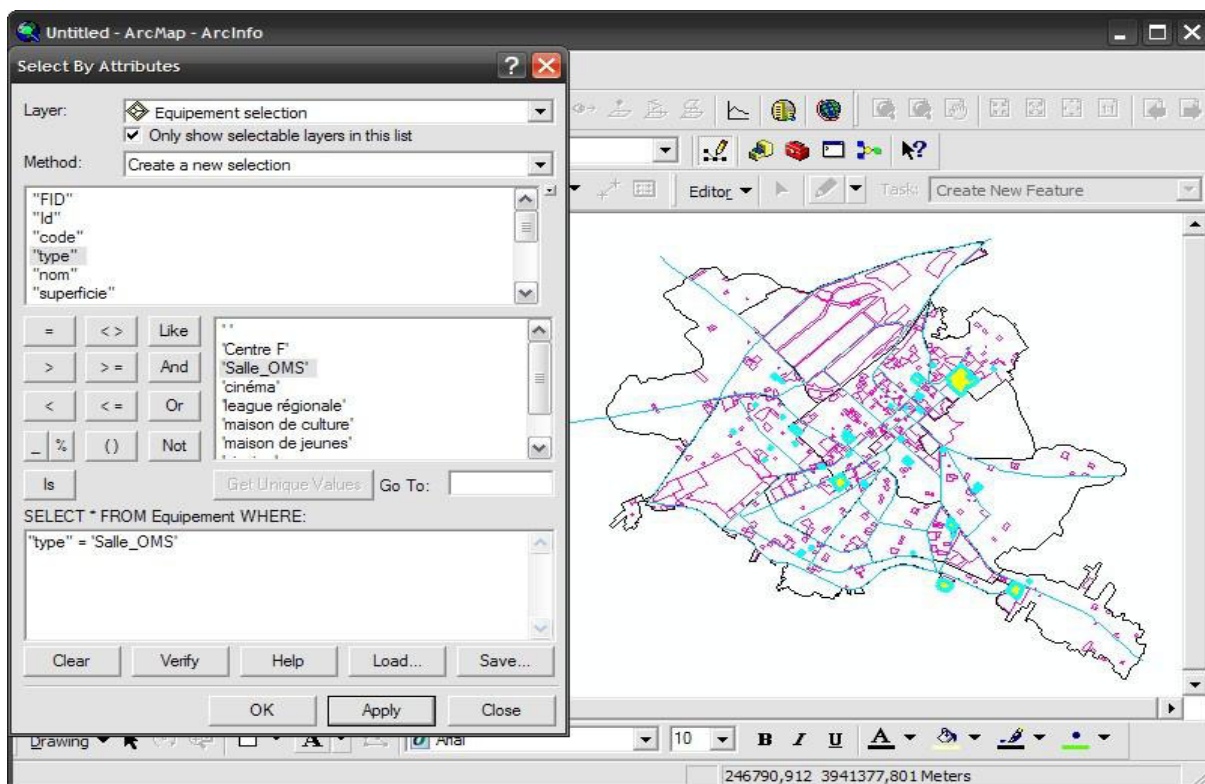 Untitled - ArcMap - ArcInfo
Select By Attributes
Layer:
Equipement selection
Only show selectable layers in this list
Method:
Create a new selection
"FID"
"Id"
"code"
"type"
"nom"
"superficie"
= < > Like
> > = And
< < = Or
_ % () Not
Is
' '
'Centre F'
'Salle_OMS'
'cinéma'
'league régionale'
'maison de culture'
'maison de jeunes'
Get Unique Values Go To:
SELECT * FROM Equipement WHERE:
"type" = 'Salle_OMS'
Clear Verify Help Load... Save...
OK Apply Close
Editor Task: Create New Feature
Drawing A Arial 10 B I U A
246790,912 3941377,801 Meters